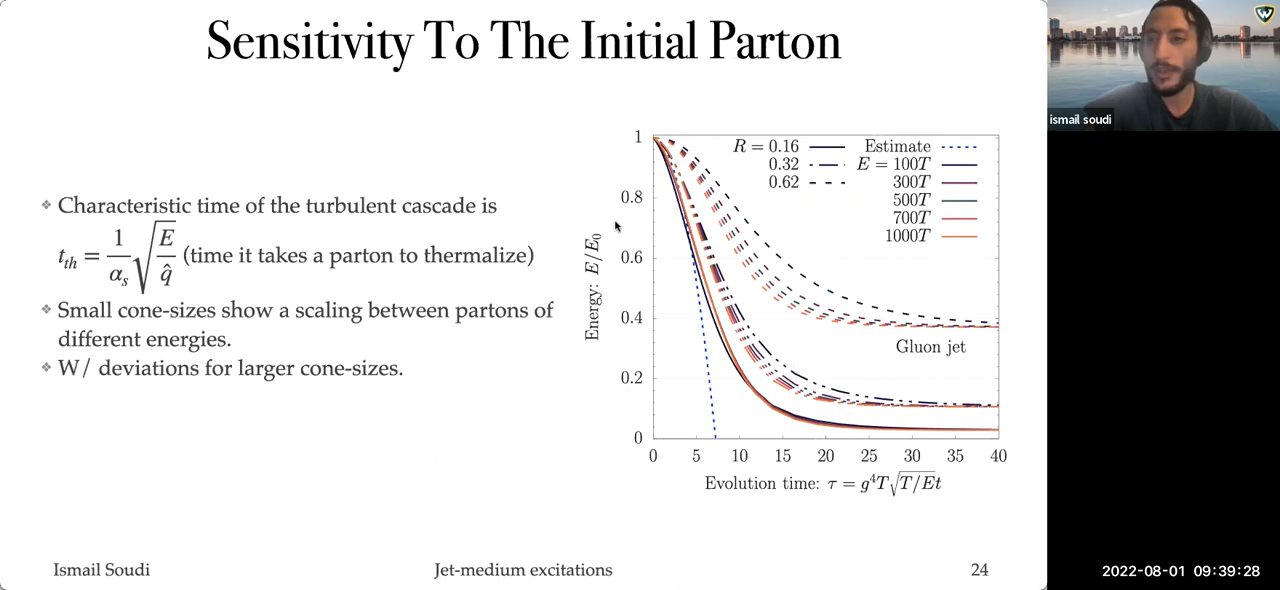 Sensitivity To The Initial Parton
❖ Characteristic time of the turbulent cascade is
t_th = 1/α_s √(E/q̂) (time it takes a parton to thermalize)
❖ Small cone-sizes show a scaling between partons of
different energies.
❖ W/ deviations for larger cone-sizes.
Energy: E/E₀
1
0.8
0.6
0.4
0.2
0
R = 0.16
0.32
0.62
Estimate
E = 100T
300T
500T
700T
1000T
Gluon jet
0 5 10 15 20 25 30 35 40
Evolution time: τ = g⁴T√(T/E)t
Ismail Soudi
Jet-medium excitations
24
ismail soudi
W
2022-08-01 09:39:28